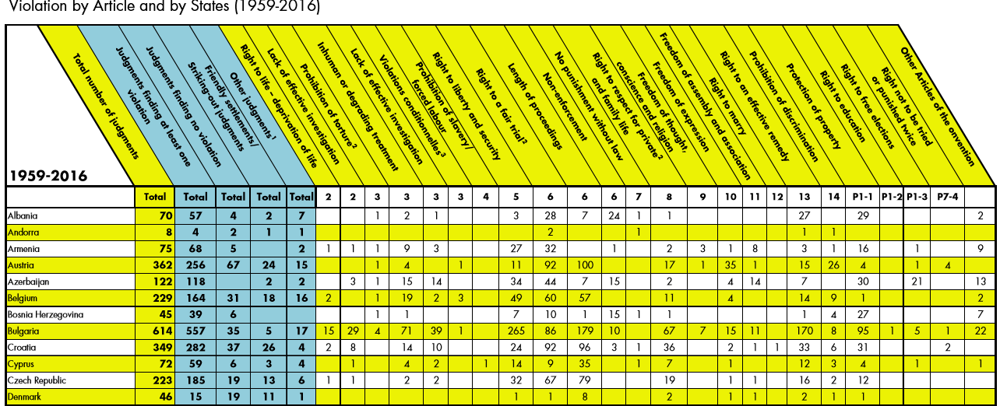 Violation by Article and by States (1959-2016)
Total number of judgments
Judgments finding at least one
violation
Judgments finding no violation
Friendly settlements/
Striking out judgments
Other judgments1
Right to life – deprivation of life
Lack of effective investigation
Prohibition of torture2
Inhuman or degrading treatment
Lack of effective investigation
Violations conditionnelles3
Prohibition of slavery/
forced labour
Right to liberty and security
Right to a fair trial2
Length of proceedings
Non-enforcement
No punishment without law
Right to respect for private2
and family life
Freedom of thought,
conscience and religion
Freedom of expression
Freedom of assembly and association
Right to marry
Right to an effective remedy
Prohibition of discrimination
Protection of property
Right to education
Right to free elections
Right not to be tried
or punished twice
Other Articles of the convention
1959-2016
Total Total Total Total Total 2 2 3 3 3 3 4 5 6 6 6 7 8 9 10 11 12 13 14 P1-1 P1-2 P1-3 P7-4
Albania 70 57 4 2 7 1 2 1 3 28 7 24 1 1 27 29 2
Andorra 8 4 2 1 1 2 1 1 1
Armenia 75 68 5 2 1 1 1 9 3 27 32 1 2 3 1 8 3 1 16 1 9
Austria 362 256 67 24 15 1 4 1 11 92 100 17 1 35 1 15 26 4 1 4
Azerbaijan 122 118 2 2 3 1 15 14 34 44 7 15 2 4 14 7 30 21 13
Belgium 229 164 31 18 16 2 1 19 2 3 49 60 57 11 4 14 9 1 2
Bosnia Herzegovina 45 39 6 1 1 7 10 1 15 1 1 1 4 27 7
Bulgaria 614 557 35 5 17 15 29 4 71 39 1 265 86 179 10 67 7 15 11 170 8 95 1 5 1 22
Croatia 349 282 37 26 4 2 8 14 10 24 92 96 3 1 36 2 1 1 33 6 31 2
Cyprus 72 59 6 3 4 1 4 2 1 14 9 35 1 7 1 12 3 4 1 1
Czech Republic 223 185 19 13 6 1 1 2 2 32 67 79 19 1 1 16 2 12
Denmark 46 15 19 11 1 1 1 8 2 1 1 2 1 1